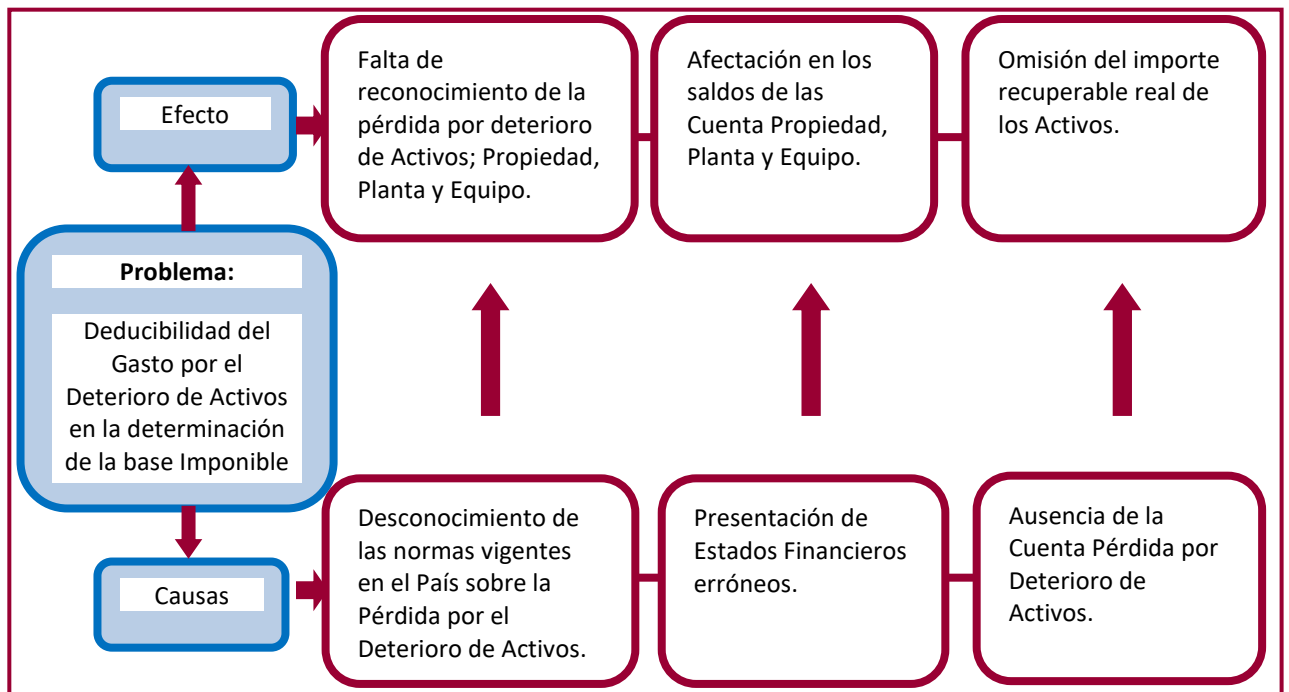 Efecto
Falta de
reconocimiento de la
pérdida por deterioro
de Activos; Propiedad,
Planta y Equipo.
Afectación en los
saldos de las
Cuenta Propiedad,
Planta y Equipo.
Omisión del importe
recuperable real de
los Activos.
Problema:
Deducibilidad del
Gasto por el
Deterioro de Activos
en la determinación
de la base Imponible
Causas
Desconocimiento de
las normas vigentes
en el País sobre la
Pérdida por el
Deterioro de Activos.
Presentación de
Estados Financieros
erróneos.
Ausencia de la
Cuenta Pérdida por
Deterioro de
Activos.